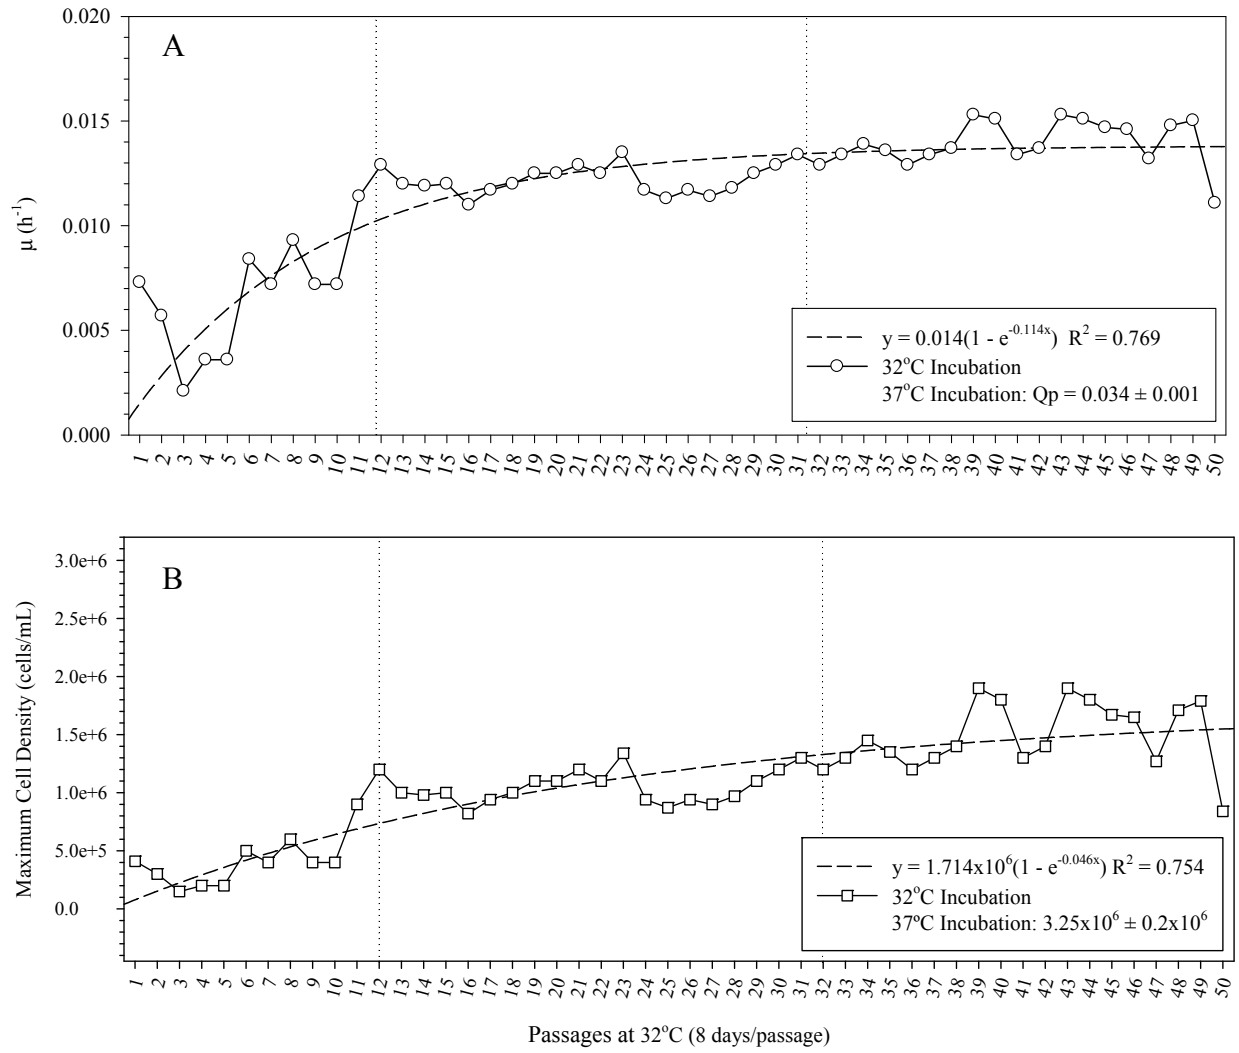 A
0.020
0.015
0.010
0.005
0.000
μ (h⁻¹)
y = 0.014(1 - e⁻⁰·¹¹⁴ˣ) R² = 0.769
32°C Incubation
37°C Incubation: Qp = 0.034 ± 0.001
1 2 3 4 5 6 7 8 9 10 11 12 13 14 15 16 17 18 19 20 21 22 23 24 25 26 27 28 29 30 31 32 33 34 35 36 37 38 39 40 41 42 43 44 45 46 47 48 49 50
B
3.0e+6
2.5e+6
2.0e+6
1.5e+6
1.0e+6
5.0e+5
0.0
Maximum Cell Density (cells/mL)
y = 1.714x10⁶(1 - e⁻⁰·⁰⁴⁶ˣ) R² = 0.754
32°C Incubation
37ºC Incubation: 3.25x10⁶ ± 0.2x10⁶
1 2 3 4 5 6 7 8 9 10 11 12 13 14 15 16 17 18 19 20 21 22 23 24 25 26 27 28 29 30 31 32 33 34 35 36 37 38 39 40 41 42 43 44 45 46 47 48 49 50
Passages at 32°C (8 days/passage)